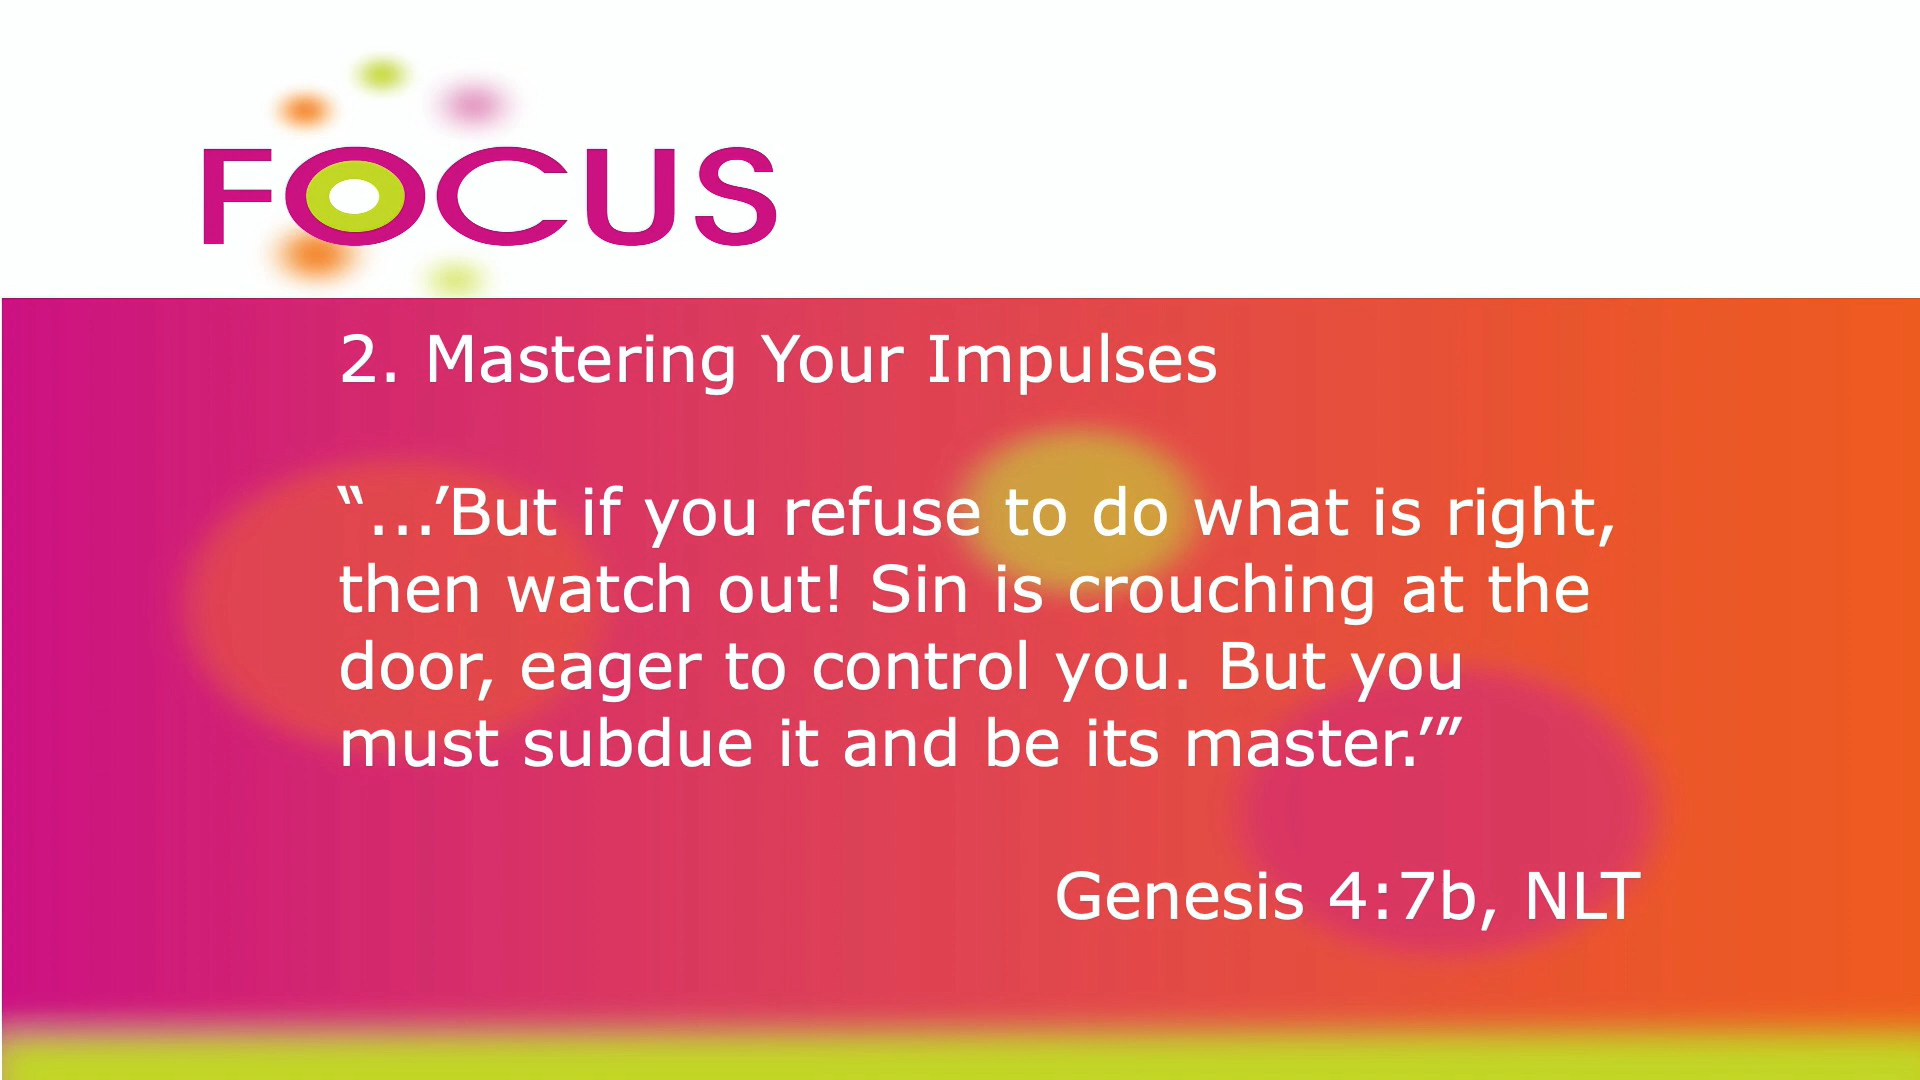 FOCUS
2. Mastering Your Impulses
“...’But if you refuse to do what is right,
then watch out! Sin is crouching at the
door, eager to control you. But you
must subdue it and be its master.’”
Genesis 4:7b, NLT